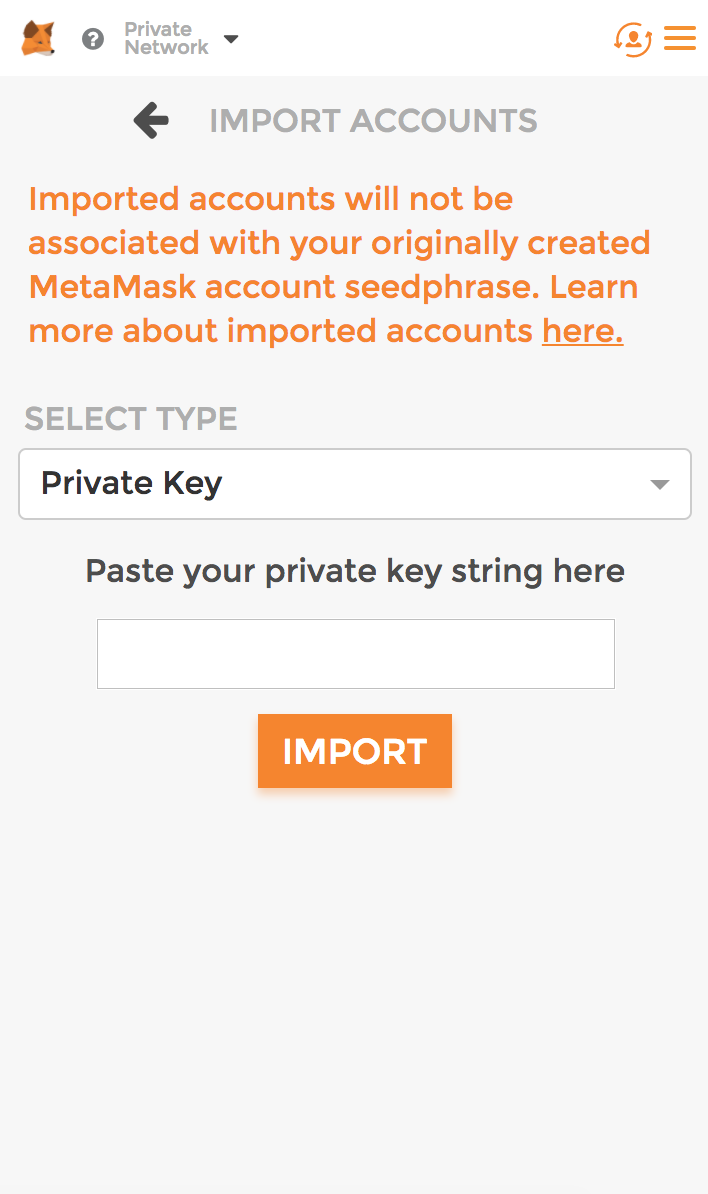 Private
Network
IMPORT ACCOUNTS
Imported accounts will not be
associated with your originally created
MetaMask account seedphrase. Learn
more about imported accounts here.
SELECT TYPE
Private Key
Paste your private key string here
IMPORT